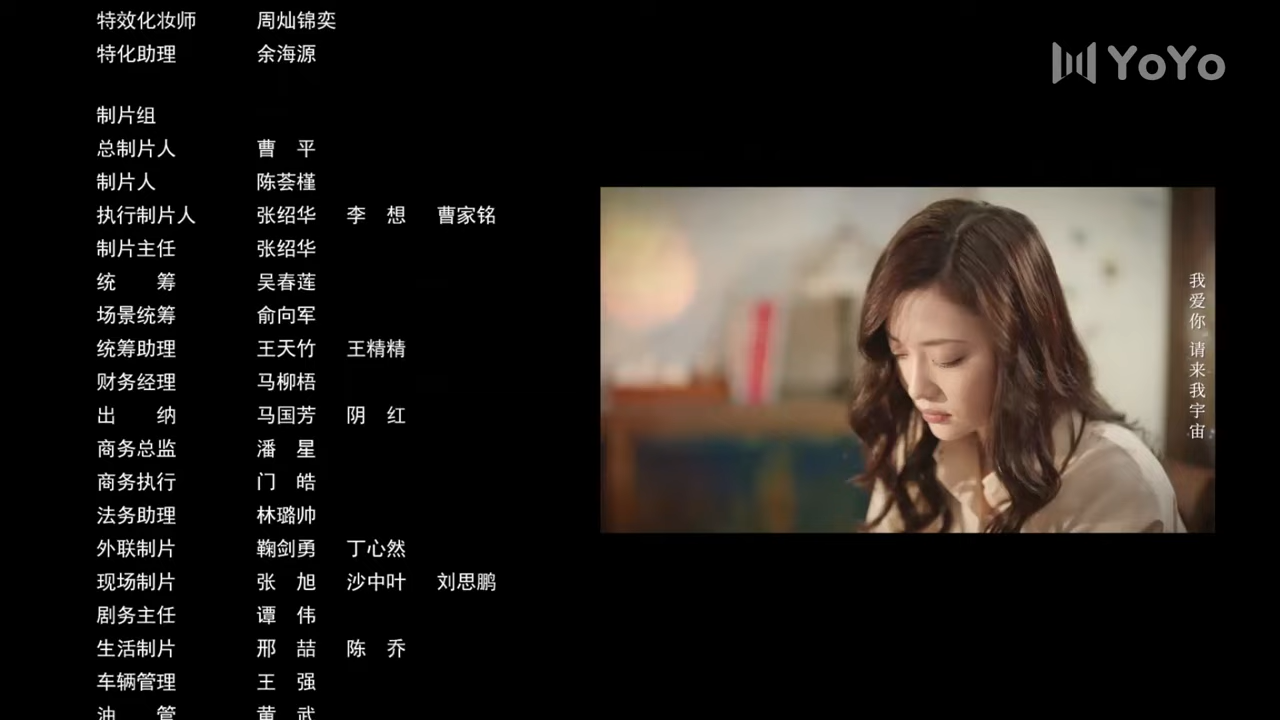 特效化妆师 周灿锦奕
特化助理 余海源
制片组
总制片人 曹 平
制片人 陈荟槿
执行制片人 张绍华 李 想 曹家铭
制片主任 张绍华
统 筹 吴春莲
场景统筹 俞向军
统筹助理 王天竹 王精精
财务经理 马柳梧
出 纳 马国芳 阴 红
商务总监 潘 星
商务执行 门 皓
法务助理 林璐帅
外联制片 鞠剑勇 丁心然
现场制片 张 旭 沙中叶 刘思鹏
剧务主任 谭 伟
生活制片 邢 喆 陈 乔
车辆管理 王 强
油 管 黄 武
YoYo
我爱你 请来我宇宙